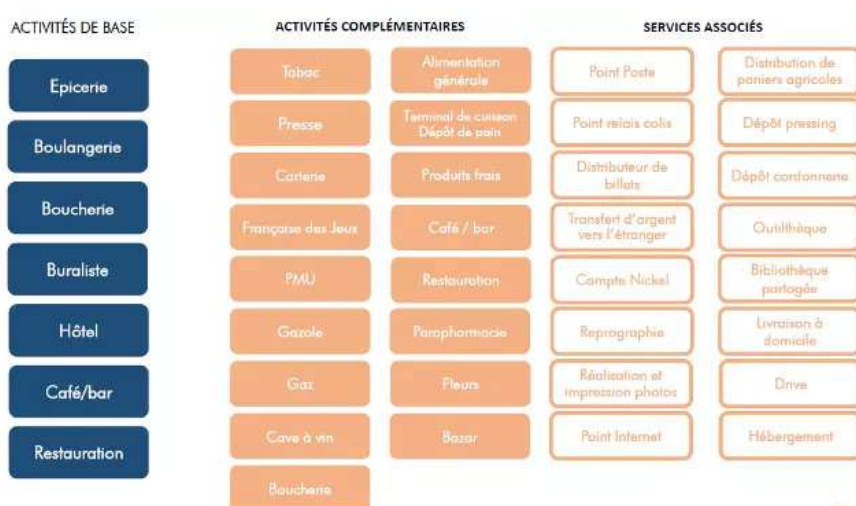 ACTIVITÉS DE BASE
Epicerie
Boulangerie
Boucherie
Buraliste
Hôtel
Café/bar
Restauration
ACTIVITÉS COMPLÉMENTAIRES
Tabac
Presse
Carterie
Française des Jeux
PMU
Gazole
Gaz
Cave à vin
Boucherie
Alimentation
générale
Terminal de cuisson
Dépôt de pain
Produits frais
Café / bar
Restauration
Parapharmacie
Fleurs
Bazar
SERVICES ASSOCIÉS
Point Poste
Point relais colis
Distributeur de
billets
Transfert d'argent
vers l'étranger
Compte Nickel
Reprographie
Réalisation et
impression photos
Point Internet
Distribution de
paniers agricoles
Dépôt pressing
Dépôt cordonnerie
Outilthèque
Bibliothèque
partagée
Livraison à
domicile
Drive
Hébergement